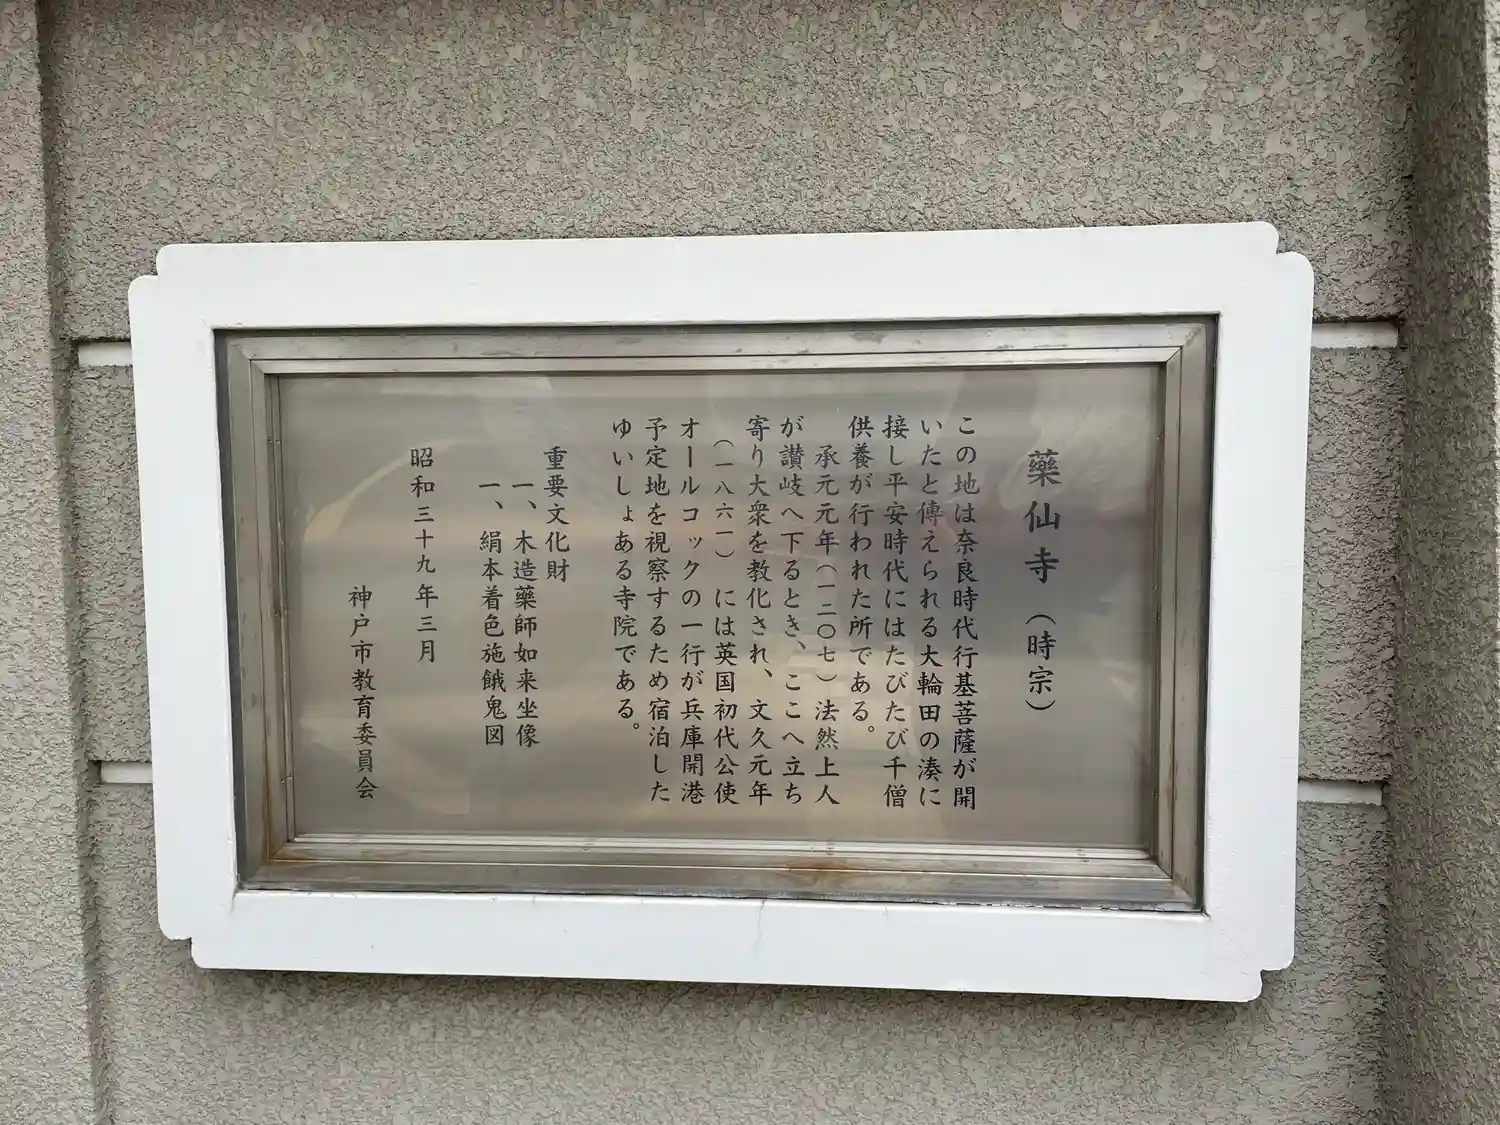 藥仙寺（時宗）
この地は奈良時代行基菩薩が開
いたと傳えられる大輪田の湊に
接し平安時代にはたびたび千僧
供養が行われた所である。
承元元年（一二〇七）法然上人
が讃岐へ下るとき、ここへ立ち
寄り大衆を教化され、文久元年
（一八六一）には英国初代公使
オールコックの一行が兵庫開港
予定地を視察するため宿泊した
ゆいしょある寺院である。
重要文化財
一、木造藥師如来坐像
一、絹本着色施餓鬼図
昭和三十九年三月
神戸市教育委員会